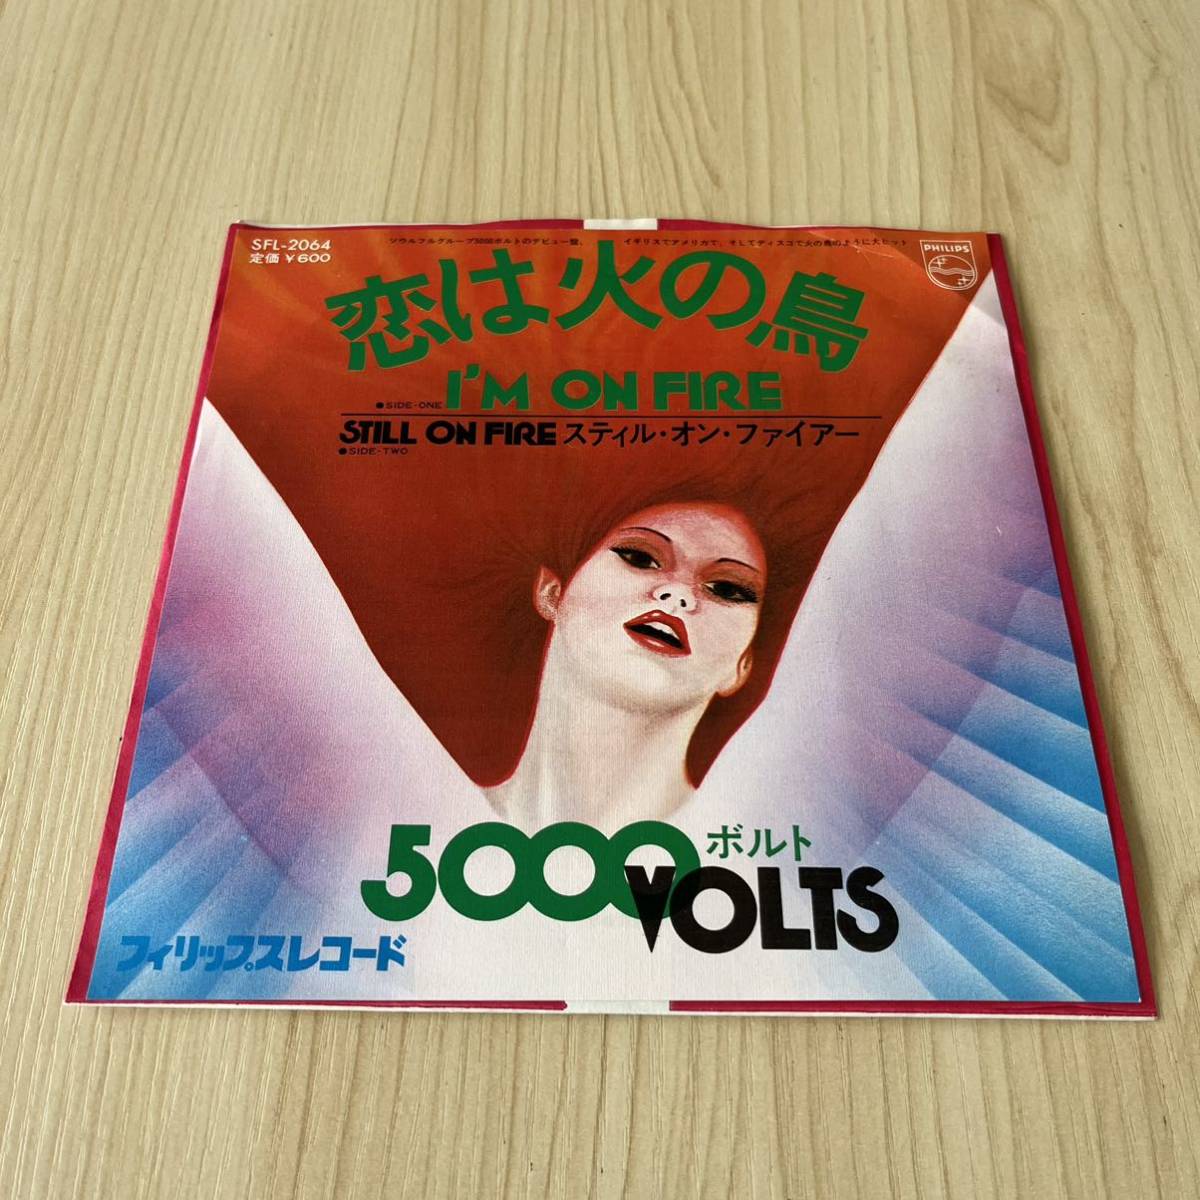 SFL-2064
定価 ¥600
ソウルフルグループ5000ボルトのデビュー盤、イギリスでアメリカで、そしてディスコで火の鳥のように大ヒット
PHILIPS
恋は火の鳥
●SIDE-ONE I'M ON FIRE
STILL ON FIRE スティル・オン・ファイアー
●SIDE-TWO
5000 ボルト
VOLTS
フィリップスレコード